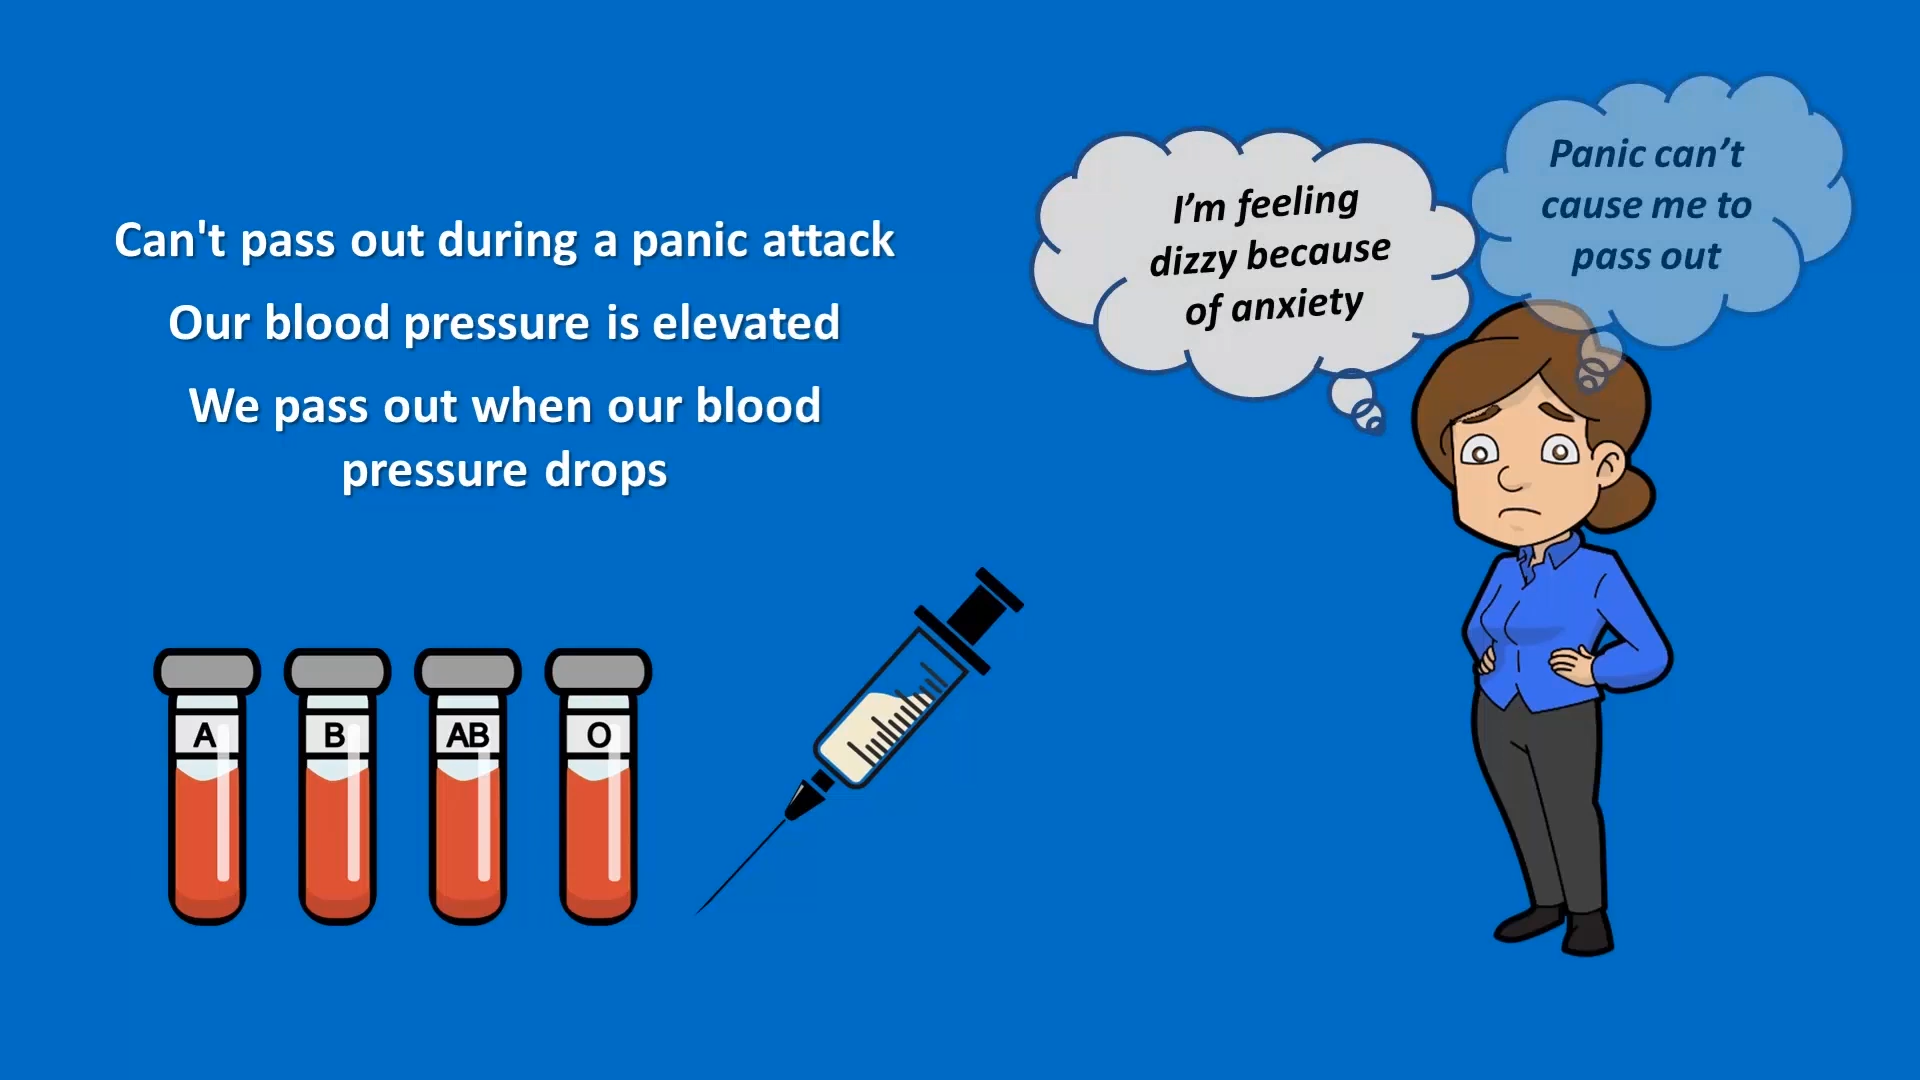 Can't pass out during a panic attack
Our blood pressure is elevated
We pass out when our blood
pressure drops
I’m feeling
dizzy because
of anxiety
Panic can’t
cause me to
pass out
A
B
AB
O